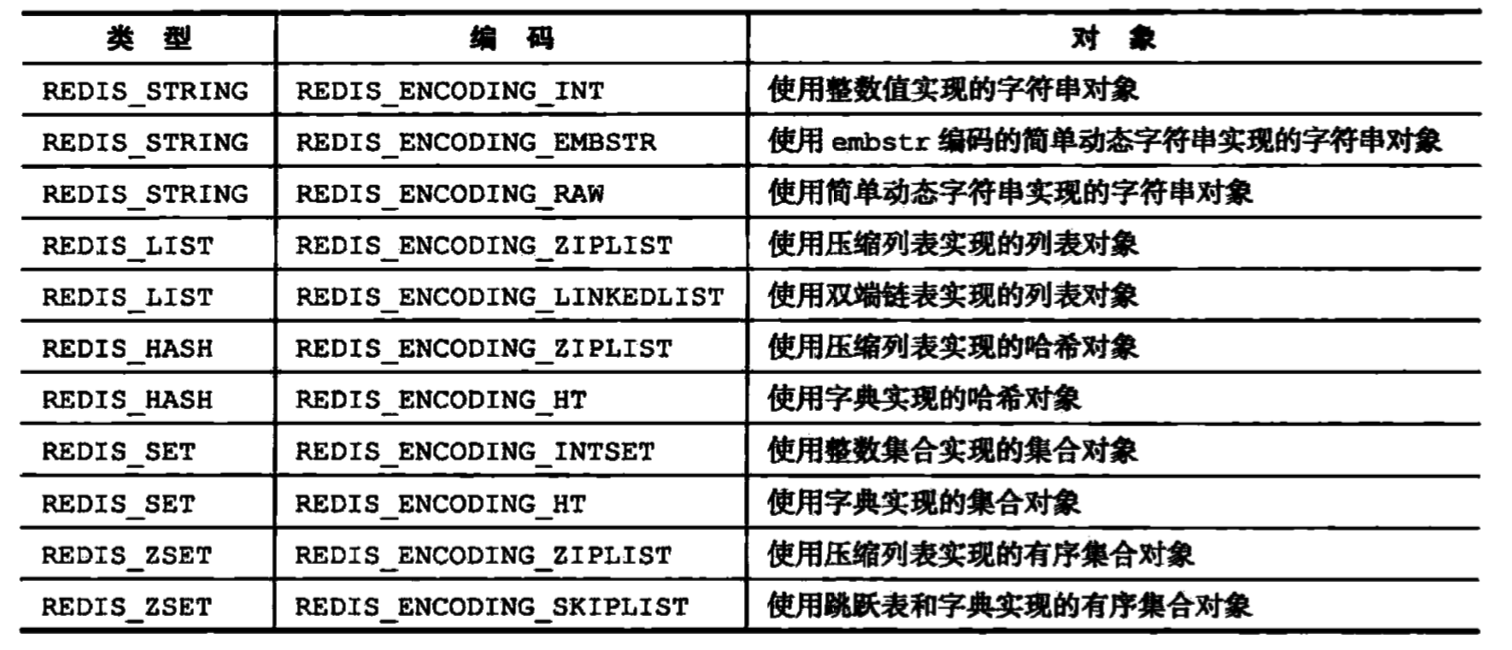 类 型 编 码 对 象
REDIS_STRING REDIS_ENCODING_INT 使用整数值实现的字符串对象
REDIS_STRING REDIS_ENCODING_EMBSTR 使用 embstr 编码的简单动态字符串实现的字符串对象
REDIS_STRING REDIS_ENCODING_RAW 使用简单动态字符串实现的字符串对象
REDIS_LIST REDIS_ENCODING_ZIPLIST 使用压缩列表实现的列表对象
REDIS_LIST REDIS_ENCODING_LINKEDLIST 使用双端链表实现的列表对象
REDIS_HASH REDIS_ENCODING_ZIPLIST 使用压缩列表实现的哈希对象
REDIS_HASH REDIS_ENCODING_HT 使用字典实现的哈希对象
REDIS_SET REDIS_ENCODING_INTSET 使用整数集合实现的集合对象
REDIS_SET REDIS_ENCODING_HT 使用字典实现的集合对象
REDIS_ZSET REDIS_ENCODING_ZIPLIST 使用压缩列表实现的有序集合对象
REDIS_ZSET REDIS_ENCODING_SKIPLIST 使用跳跃表和字典实现的有序集合对象